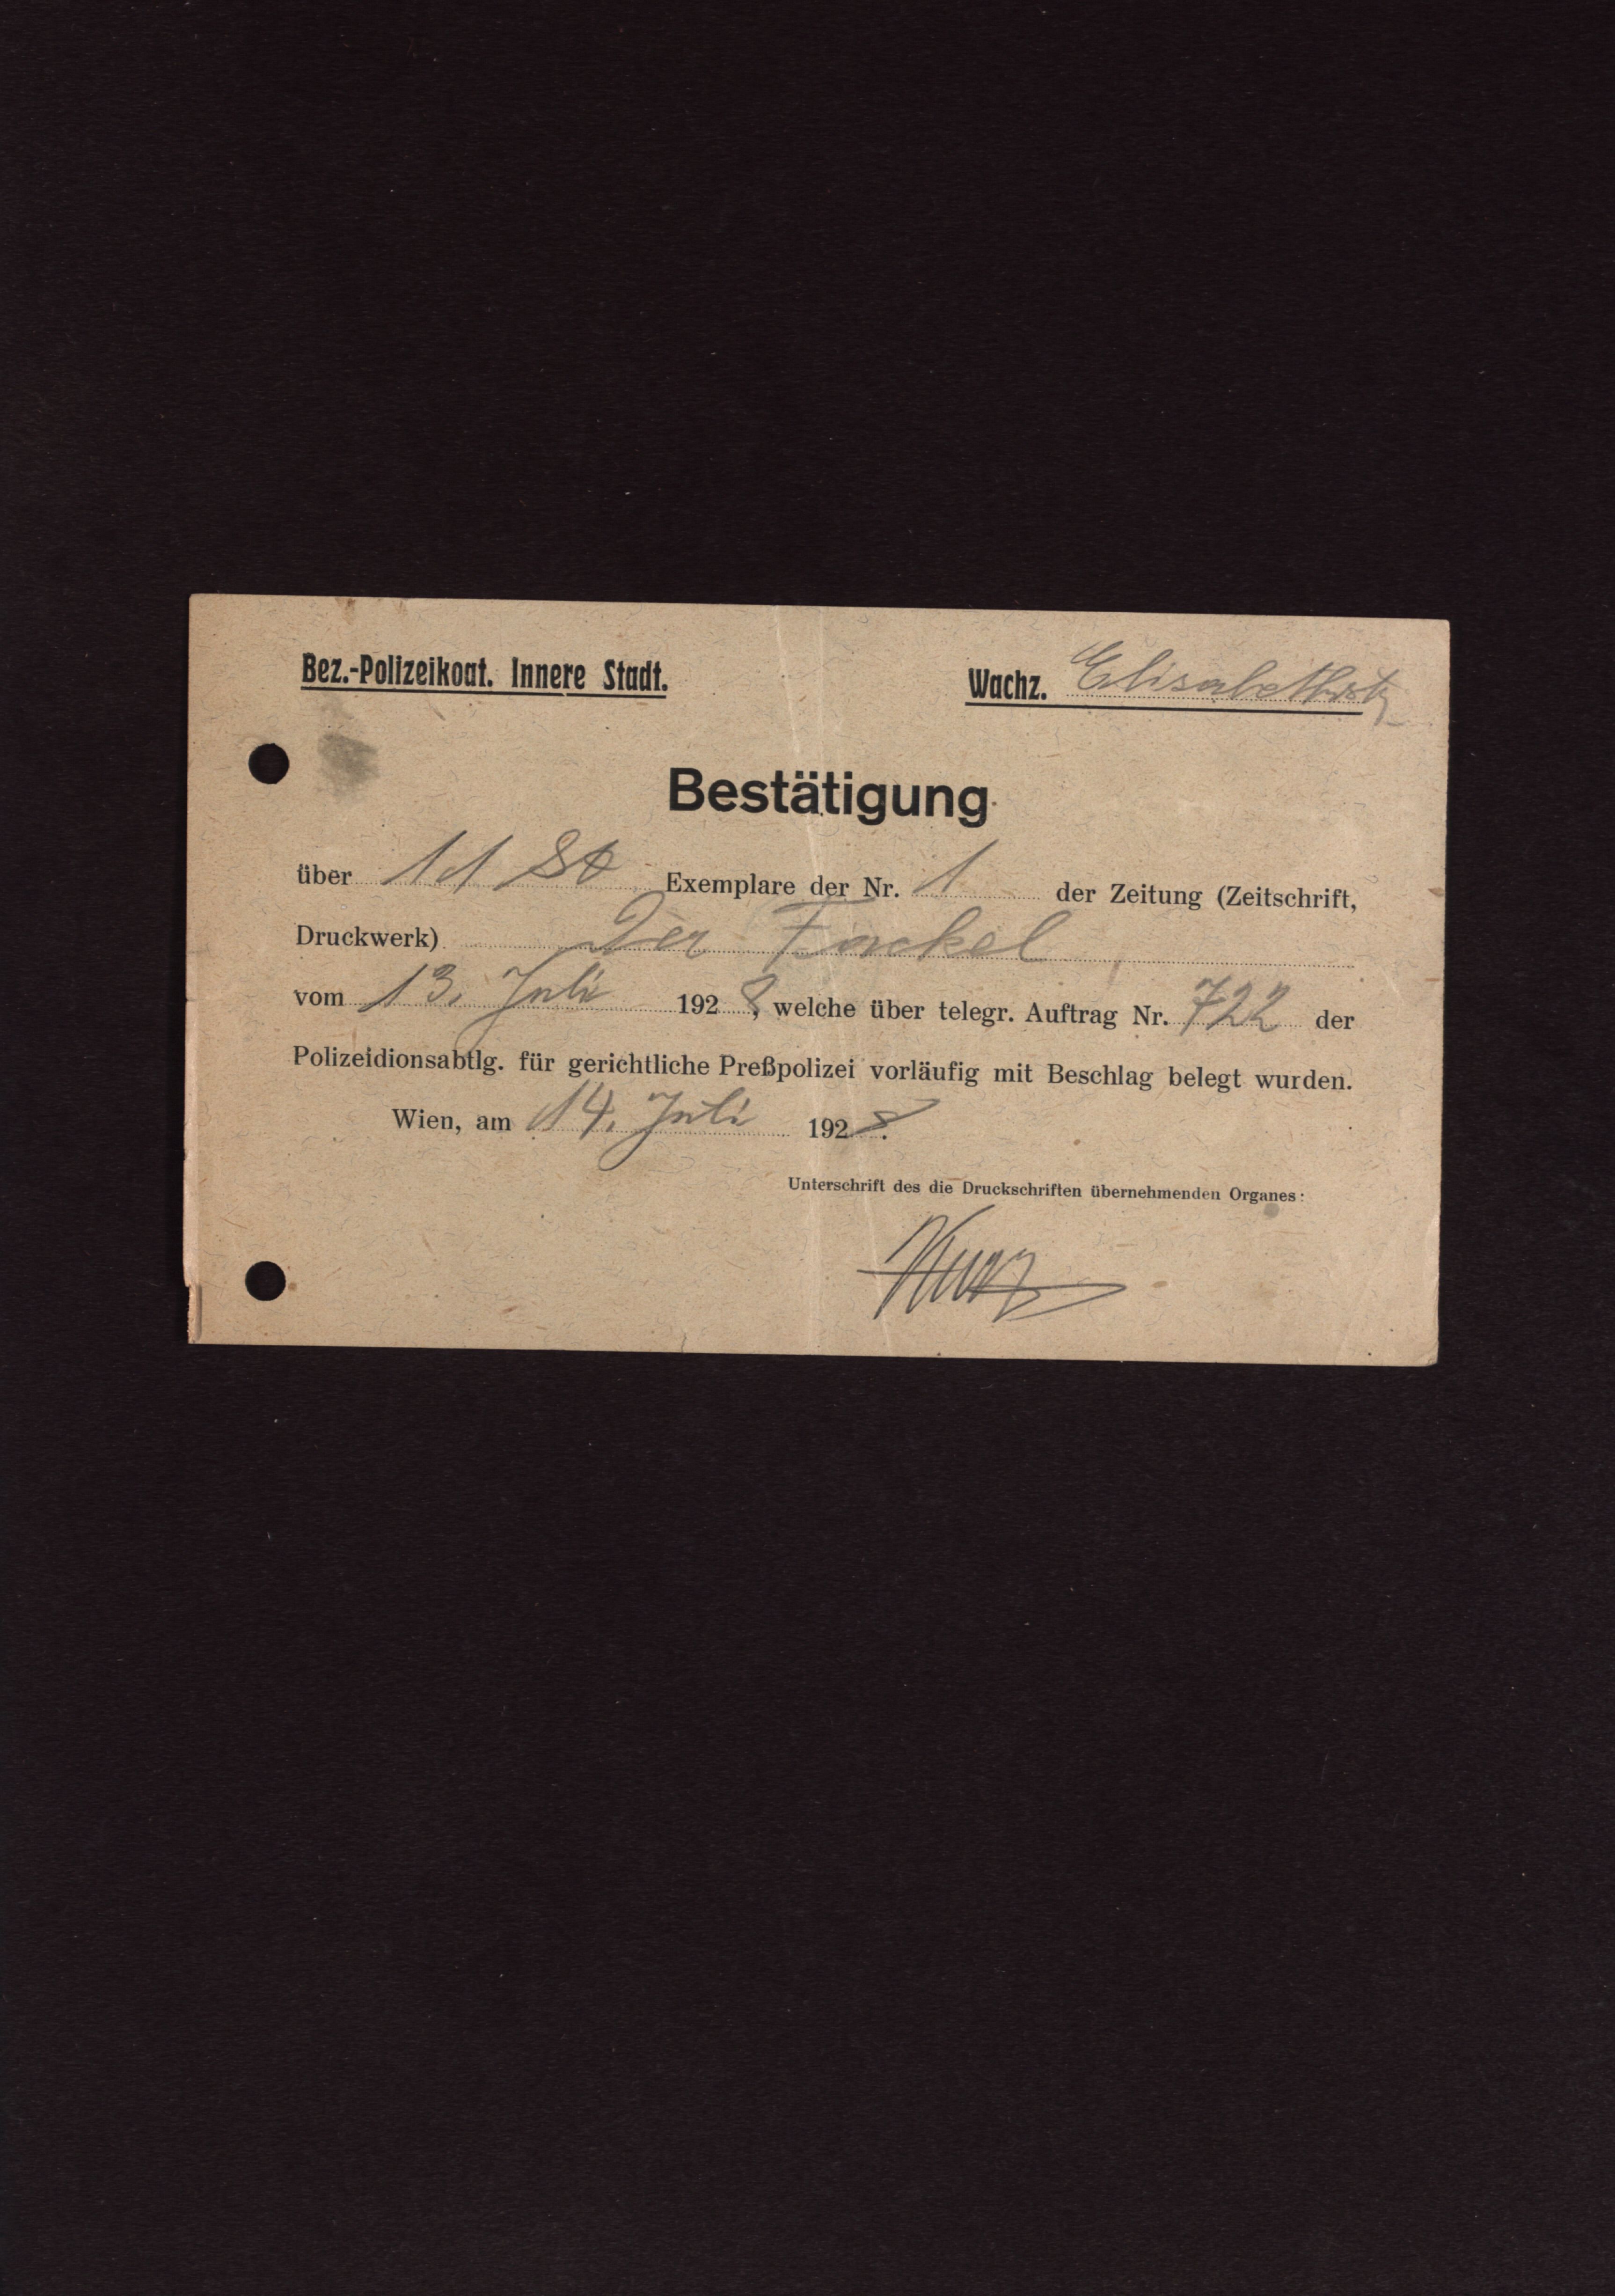 Bez.-Polizeikoat. Innere Stadt. Wachz. Elisabethstr
Bestätigung
über 11 St Exemplare der Nr. 1 der Zeitung (Zeitschrift,
Druckwerk) Der Fackel
vom 13. Juli 1928, welche über telegr. Auftrag Nr. 722 der
Polizeidionsabtlg. für gerichtliche Preßpolizei vorläufig mit Beschlag belegt wurden.
Wien, am 14. Juli 1928.
Unterschrift des die Druckschriften übernehmenden Organes: